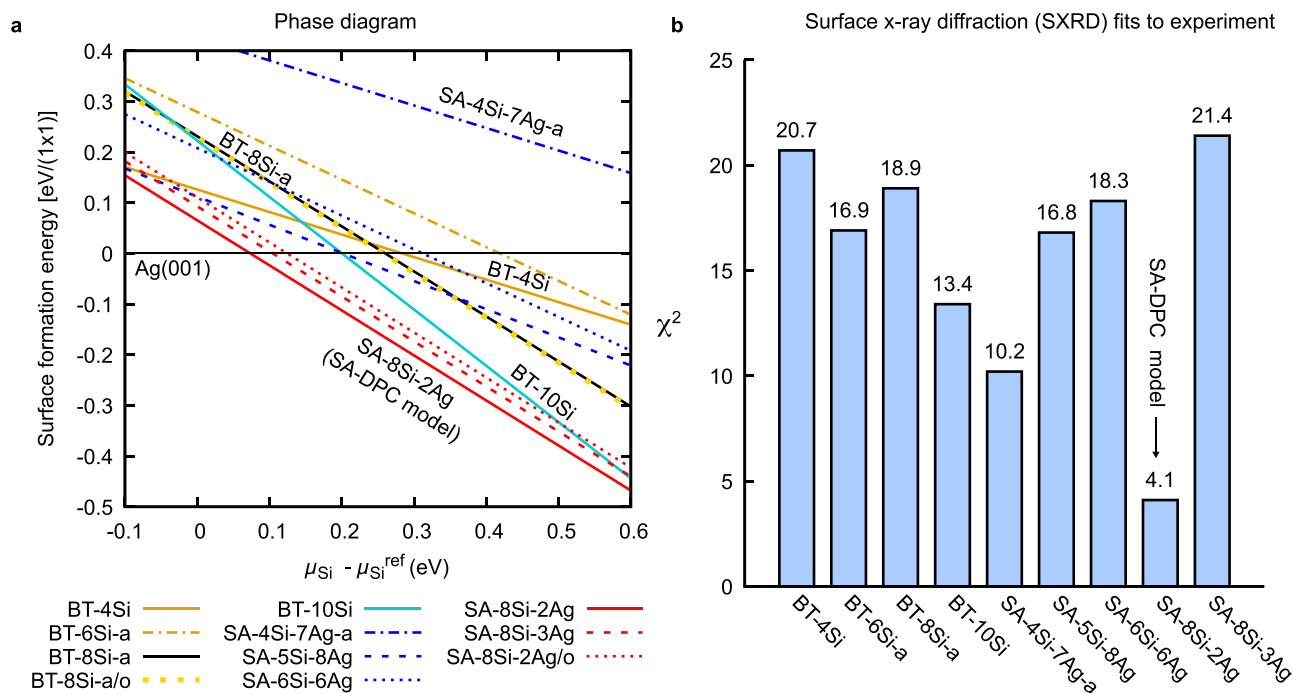 a
Phase diagram
Surface formation energy [eV/(1x1)]
0.4
0.3
0.2
0.1
0
-0.1
-0.2
-0.3
-0.4
-0.5
SA-4Si-7Ag-a
BT-8Si-a
Ag(001)
BT-4Si
SA-8Si-2Ag
(SA-DPC model)
BT-10Si
-0.1 0 0.1 0.2 0.3 0.4 0.5 0.6
μSi - μSi^ref (eV)
BT-4Si BT-10Si SA-8Si-2Ag
BT-6Si-a SA-4Si-7Ag-a SA-8Si-3Ag
BT-8Si-a SA-5Si-8Ag SA-8Si-2Ag/o
BT-8Si-a/o SA-6Si-6Ag
b
Surface x-ray diffraction (SXRD) fits to experiment
χ²
25
20
15
10
5
0
20.7
16.9
18.9
13.4
10.2
16.8
18.3
4.1
21.4
SA-DPC model
BT-4Si
BT-6Si-a
BT-8Si-a
BT-10Si
SA-4Si-7Ag-a
SA-5Si-8Ag
SA-6Si-6Ag
SA-8Si-2Ag
SA-8Si-3Ag